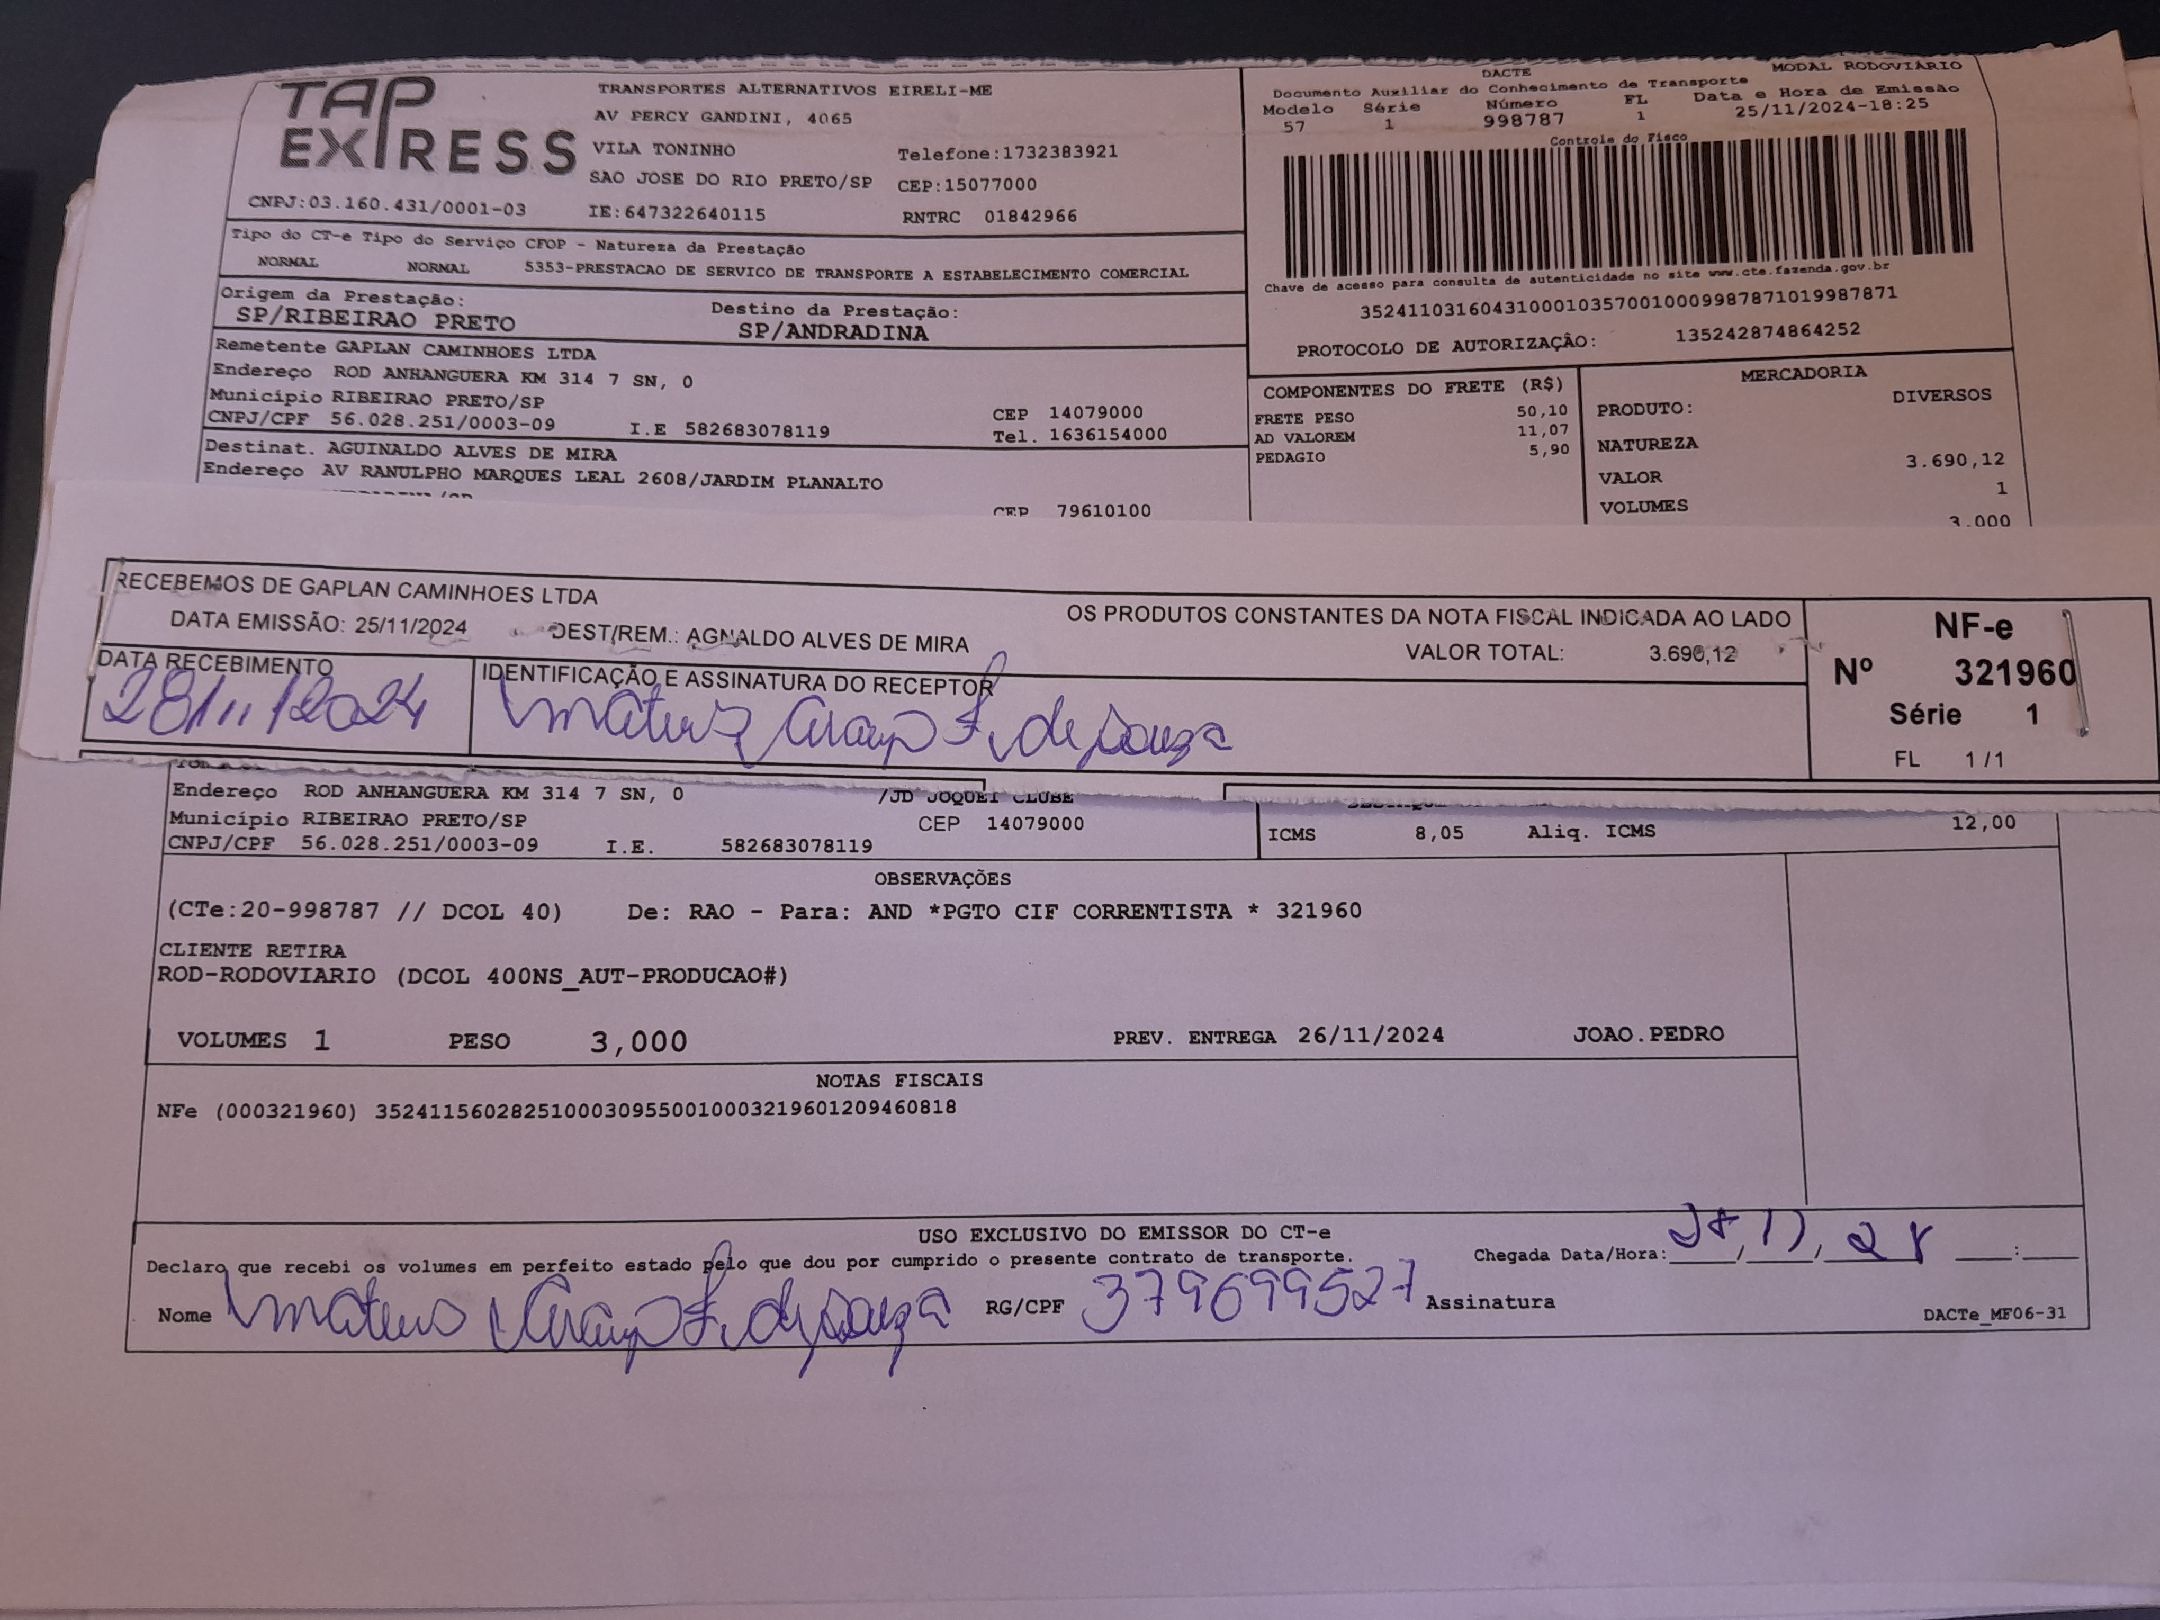 TAP EXPRESS
TRANSPORTES ALTERNATIVOS EIRELI-ME
AV PERCY GANDINI, 4065
VILA TONINHO Telefone:1732383921
SAO JOSE DO RIO PRETO/SP CEP:15077000
CNPJ:03.160.431/0001-03 IE:647322640115 RNTRC 01842966
DACTE MODAL RODOVIARIO
Documento Auxiliar do Conhecimento de Transporte
Modelo Série Número FL Data e Hora de Emissão
57 1 998787 1 25/11/2024-18:25
Controle do Fisco
Chave de acesso para consulta de autenticidade no site www.cte.fazenda.gov.br
35241103160431000103570010009987871019987871
PROTOCOLO DE AUTORIZAÇÃO: 135242874864252
Tipo do CT-e Tipo do Serviço CFOP - Natureza da Prestação
NORMAL NORMAL 5353-PRESTACAO DE SERVICO DE TRANSPORTE A ESTABELECIMENTO COMERCIAL
Origem da Prestação: Destino da Prestação:
SP/RIBEIRAO PRETO SP/ANDRADINA
Remetente GAPLAN CAMINHOES LTDA
Endereço ROD ANHANGUERA KM 314 7 SN, 0
Município RIBEIRAO PRETO/SP CEP 14079000
CNPJ/CPF 56.028.251/0003-09 I.E 582683078119 Tel. 1636154000
Destinat. AGUINALDO ALVES DE MIRA
Endereço AV RANULPHO MARQUES LEAL 2608/JARDIM PLANALTO
CEP 79610100
COMPONENTES DO FRETE (R$)
FRETE PESO 50,10
AD VALOREM 11,07
PEDAGIO 5,90
MERCADORIA
PRODUTO: DIVERSOS
NATUREZA
VALOR 3.690,12
VOLUMES 1
3.000
RECEBEMOS DE GAPLAN CAMINHOES LTDA OS PRODUTOS CONSTANTES DA NOTA FISCAL INDICADA AO LADO
DATA EMISSÃO: 25/11/2024 DEST/REM.: AGNALDO ALVES DE MIRA VALOR TOTAL: 3.690,12
DATA RECEBIMENTO IDENTIFICAÇÃO E ASSINATURA DO RECEPTOR
28/11/2024 Mateus Araujo F. de Souza
NF-e
Nº 321960
Série 1
FL 1/1
Endereço ROD ANHANGUERA KM 314 7 SN, 0 /JD JOQUEI CLUBE
Município RIBEIRAO PRETO/SP CEP 14079000
CNPJ/CPF 56.028.251/0003-09 I.E. 582683078119
ICMS 8,05 Aliq. ICMS 12,00
OBSERVAÇÕES
(CTe:20-998787 // DCOL 40) De: RAO - Para: AND *PGTO CIF CORRENTISTA * 321960
CLIENTE RETIRA
ROD-RODOVIARIO (DCOL 400NS_AUT-PRODUCAO#)
VOLUMES 1 PESO 3,000 PREV. ENTREGA 26/11/2024 JOAO.PEDRO
NOTAS FISCAIS
NFe (000321960) 35241156028251000309550010003219601209460818
USO EXCLUSIVO DO EMISSOR DO CT-e
Declaro que recebi os volumes em perfeito estado pelo que dou por cumprido o presente contrato de transporte. Chegada Data/Hora: 28/11/24 :
Nome Mateus Araujo F. de Souza RG/CPF 379699527 Assinatura
DACTe_MF06-31